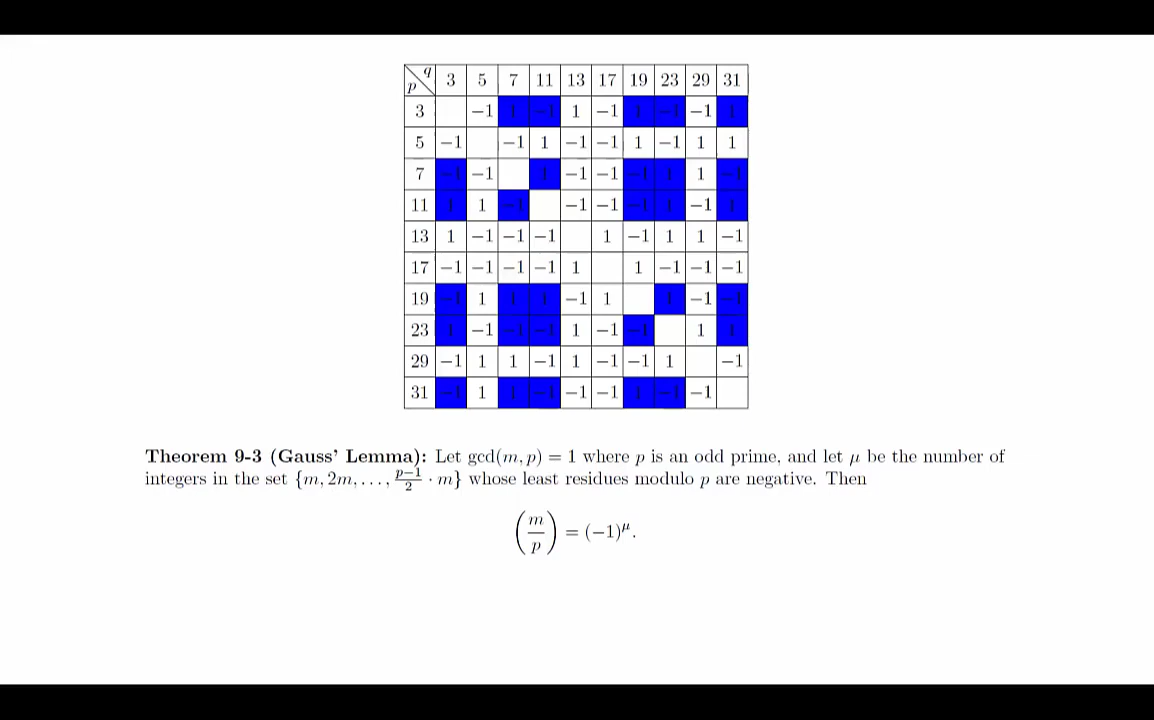 q
p 3 5 7 11 13 17 19 23 29 31
3 −1 1 −1 1 −1 1 −1 −1 1
5 −1 −1 1 −1 −1 1 −1 1 1
7 −1 −1 1 −1 −1 −1 1 1 −1
11 1 1 −1 −1 −1 −1 1 −1 1
13 1 −1 −1 −1 1 −1 1 1 −1
17 −1 −1 −1 −1 1 1 −1 −1 −1
19 −1 1 1 1 −1 1 1 −1 −1
23 1 −1 −1 −1 1 −1 −1 1 1
29 −1 1 1 −1 1 −1 −1 1 −1
31 −1 1 1 −1 −1 −1 1 −1 −1
Theorem 9-3 (Gauss' Lemma): Let gcd(m, p) = 1 where p is an odd prime, and let μ be the number of
integers in the set {m, 2m, . . . , p−1/2 · m} whose least residues modulo p are negative. Then
(m/p) = (−1)^μ.